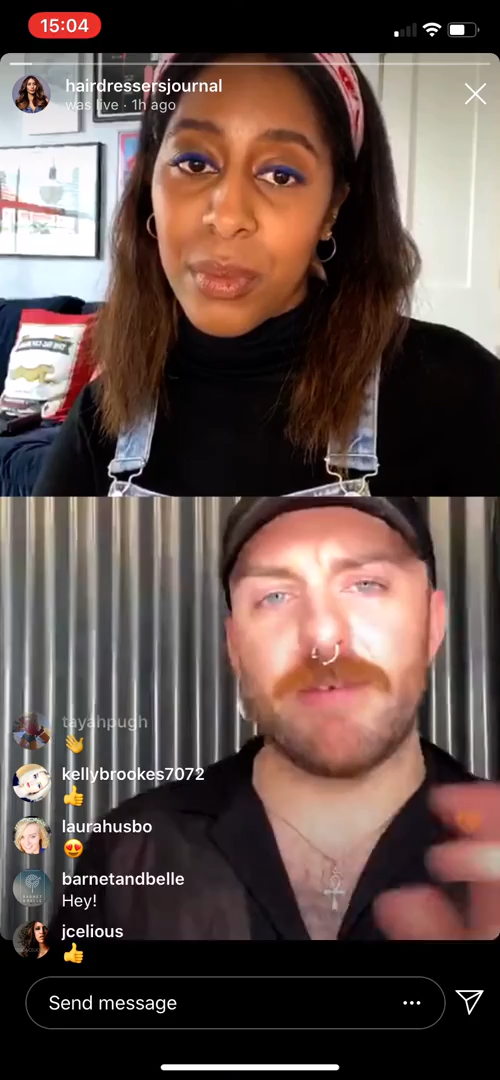 15:04
hairdressersjournal
was live · 1h ago
tayahpugh
👋
kellybrookes7072
👍
laurahusbo
😍
barnetandbelle
Hey!
jcelious
👍
Send message